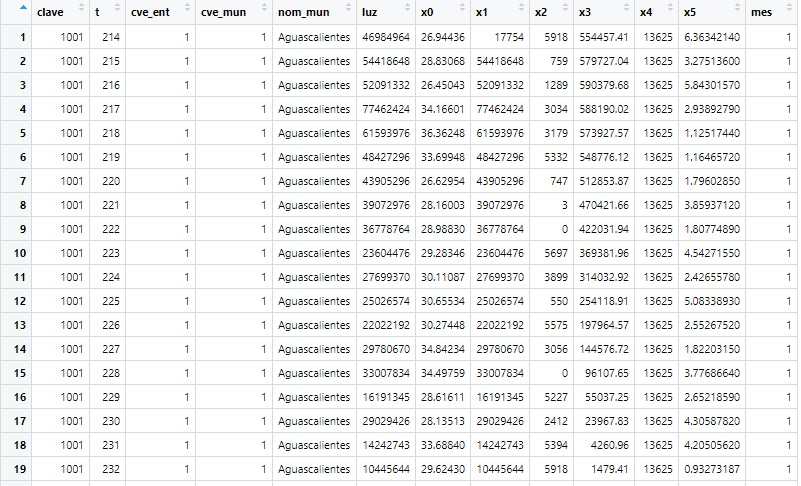 clave t cve_ent cve_mun nom_mun luz x0 x1 x2 x3 x4 x5 mes
1 1001 214 1 1 Aguascalientes 46984964 26.94436 17754 5918 554457.41 13625 6.36342140 1
2 1001 215 1 1 Aguascalientes 54418648 28.83068 54418648 759 579727.04 13625 3.27513600 1
3 1001 216 1 1 Aguascalientes 52091332 26.45043 52091332 1289 590379.68 13625 5.84301570 1
4 1001 217 1 1 Aguascalientes 77462424 34.16601 77462424 3034 588190.02 13625 2.93892790 1
5 1001 218 1 1 Aguascalientes 61593976 36.36248 61593976 3179 573927.57 13625 1.12517440 1
6 1001 219 1 1 Aguascalientes 48427296 33.69948 48427296 5332 548776.12 13625 1.16465720 1
7 1001 220 1 1 Aguascalientes 43905296 26.62954 43905296 747 512853.87 13625 1.79602850 1
8 1001 221 1 1 Aguascalientes 39072976 28.16003 39072976 3 470421.66 13625 3.85937120 1
9 1001 222 1 1 Aguascalientes 36778764 28.98830 36778764 0 422031.94 13625 1.80774890 1
10 1001 223 1 1 Aguascalientes 23604476 29.28346 23604476 5697 369381.96 13625 4.54271550 1
11 1001 224 1 1 Aguascalientes 27699370 30.11087 27699370 3899 314032.92 13625 2.42655780 1
12 1001 225 1 1 Aguascalientes 25026574 30.65534 25026574 550 254118.91 13625 5.08338930 1
13 1001 226 1 1 Aguascalientes 22022192 30.27448 22022192 5575 197964.57 13625 2.55267520 1
14 1001 227 1 1 Aguascalientes 29780670 34.84234 29780670 3056 144576.72 13625 1.82203150 1
15 1001 228 1 1 Aguascalientes 33007834 34.49759 33007834 0 96107.65 13625 3.77686640 1
16 1001 229 1 1 Aguascalientes 16191345 28.61611 16191345 5227 55037.25 13625 2.65218590 1
17 1001 230 1 1 Aguascalientes 29029426 28.13513 29029426 2412 23967.83 13625 4.30587820 1
18 1001 231 1 1 Aguascalientes 14242743 33.68840 14242743 5394 4260.96 13625 4.20505620 1
19 1001 232 1 1 Aguascalientes 10445644 29.62430 10445644 5918 1479.41 13625 0.93273187 1